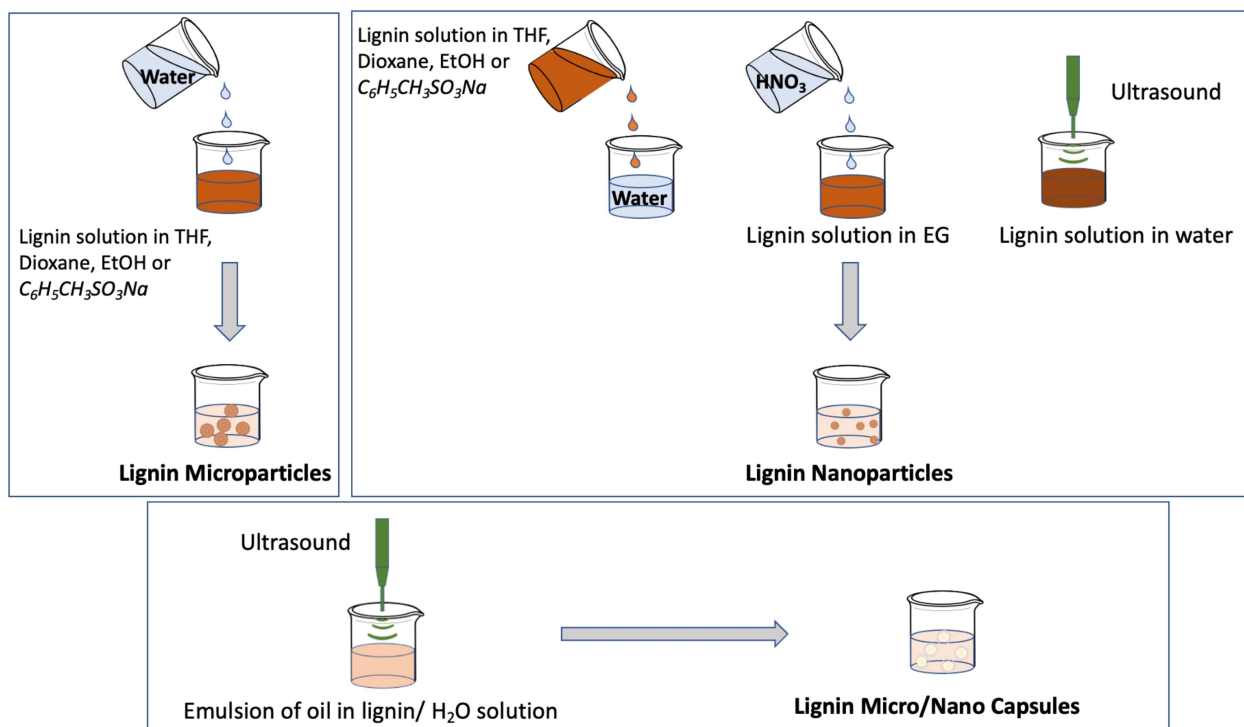 Water
Lignin solution in THF,
Dioxane, EtOH or
C₆H₅CH₃SO₃Na
Lignin Microparticles
Lignin solution in THF,
Dioxane, EtOH or
C₆H₅CH₃SO₃Na
Water
HNO₃
Lignin solution in EG
Ultrasound
Lignin solution in water
Lignin Nanoparticles
Ultrasound
Emulsion of oil in lignin/ H₂O solution
Lignin Micro/Nano Capsules